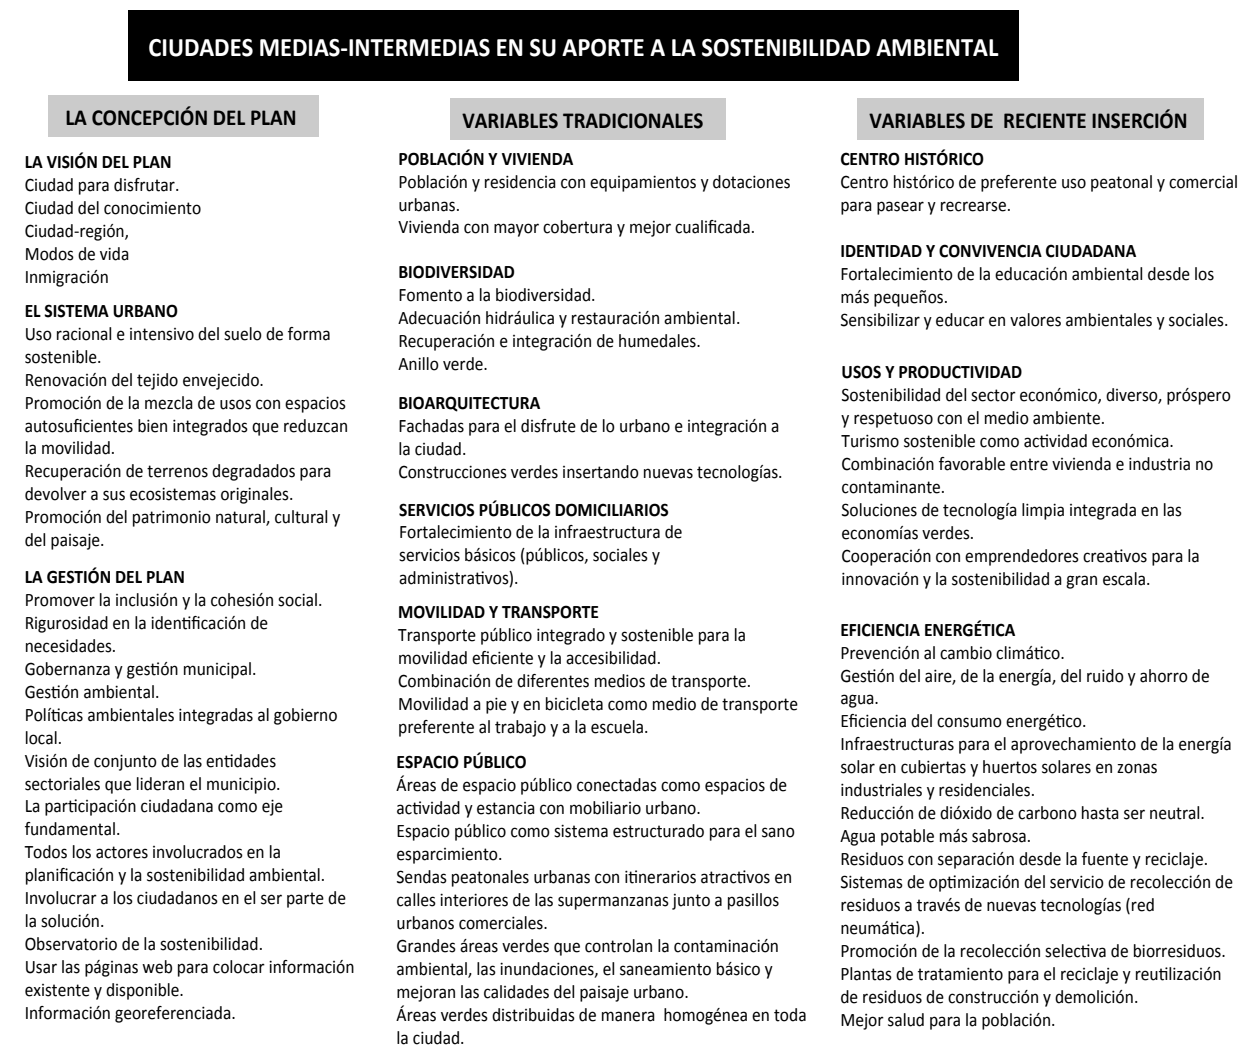 CIUDADES MEDIAS-INTERMEDIAS EN SU APORTE A LA SOSTENIBILIDAD AMBIENTAL
LA CONCEPCIÓN DEL PLAN
LA VISIÓN DEL PLAN
Ciudad para disfrutar.
Ciudad del conocimiento
Ciudad-región,
Modos de vida
Inmigración
EL SISTEMA URBANO
Uso racional e intensivo del suelo de forma
sostenible.
Renovación del tejido envejecido.
Promoción de la mezcla de usos con espacios
autosuficientes bien integrados que reduzcan
la movilidad.
Recuperación de terrenos degradados para
devolver a sus ecosistemas originales.
Promoción del patrimonio natural, cultural y
del paisaje.
LA GESTIÓN DEL PLAN
Promover la inclusión y la cohesión social.
Rigurosidad en la identificación de
necesidades.
Gobernanza y gestión municipal.
Gestión ambiental.
Políticas ambientales integradas al gobierno
local.
Visión de conjunto de las entidades
sectoriales que lideran el municipio.
La participación ciudadana como eje
fundamental.
Todos los actores involucrados en la
planificación y la sostenibilidad ambiental.
Involucrar a los ciudadanos en el ser parte de
la solución.
Observatorio de la sostenibilidad.
Usar las páginas web para colocar información
existente y disponible.
Información georeferenciada.
VARIABLES TRADICIONALES
POBLACIÓN Y VIVIENDA
Población y residencia con equipamientos y dotaciones
urbanas.
Vivienda con mayor cobertura y mejor cualificada.
BIODIVERSIDAD
Fomento a la biodiversidad.
Adecuación hidráulica y restauración ambiental.
Recuperación e integración de humedales.
Anillo verde.
BIOARQUITECTURA
Fachadas para el disfrute de lo urbano e integración a
la ciudad.
Construcciones verdes insertando nuevas tecnologías.
SERVICIOS PÚBLICOS DOMICILIARIOS
Fortalecimiento de la infraestructura de
servicios básicos (públicos, sociales y
administrativos).
MOVILIDAD Y TRANSPORTE
Transporte público integrado y sostenible para la
movilidad eficiente y la accesibilidad.
Combinación de diferentes medios de transporte.
Movilidad a pie y en bicicleta como medio de transporte
preferente al trabajo y a la escuela.
ESPACIO PÚBLICO
Áreas de espacio público conectadas como espacios de
actividad y estancia con mobiliario urbano.
Espacio público como sistema estructurado para el sano
esparcimiento.
Sendas peatonales urbanas con itinerarios atractivos en
calles interiores de las supermanzanas junto a pasillos
urbanos comerciales.
Grandes áreas verdes que controlan la contaminación
ambiental, las inundaciones, el saneamiento básico y
mejoran las calidades del paisaje urbano.
Áreas verdes distribuidas de manera homogénea en toda
la ciudad.
VARIABLES DE RECIENTE INSERCIÓN
CENTRO HISTÓRICO
Centro histórico de preferente uso peatonal y comercial
para pasear y recrearse.
IDENTIDAD Y CONVIVENCIA CIUDADANA
Fortalecimiento de la educación ambiental desde los
más pequeños.
Sensibilizar y educar en valores ambientales y sociales.
USOS Y PRODUCTIVIDAD
Sostenibilidad del sector económico, diverso, próspero
y respetuoso con el medio ambiente.
Turismo sostenible como actividad económica.
Combinación favorable entre vivienda e industria no
contaminante.
Soluciones de tecnología limpia integrada en las
economías verdes.
Cooperación con emprendedores creativos para la
innovación y la sostenibilidad a gran escala.
EFICIENCIA ENERGÉTICA
Prevención al cambio climático.
Gestión del aire, de la energía, del ruido y ahorro de
agua.
Eficiencia del consumo energético.
Infraestructuras para el aprovechamiento de la energía
solar en cubiertas y huertos solares en zonas
industriales y residenciales.
Reducción de dióxido de carbono hasta ser neutral.
Agua potable más sabrosa.
Residuos con separación desde la fuente y reciclaje.
Sistemas de optimización del servicio de recolección de
residuos a través de nuevas tecnologías (red
neumática).
Promoción de la recolección selectiva de biorresiduos.
Plantas de tratamiento para el reciclaje y reutilización
de residuos de construcción y demolición.
Mejor salud para la población.